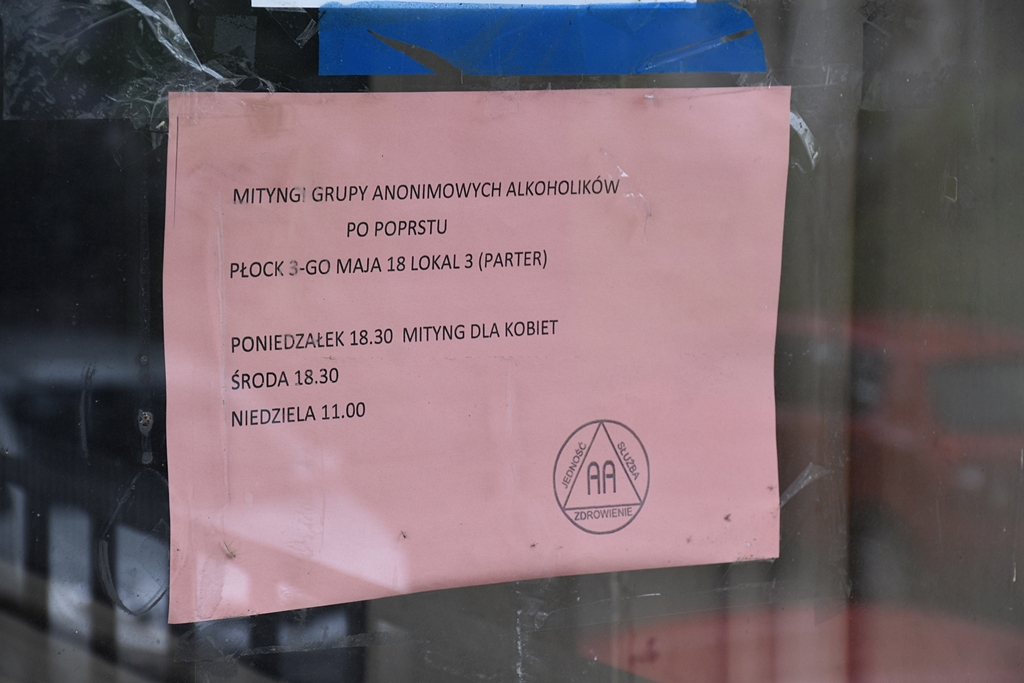 MITYNGI GRUPY ANONIMOWYCH ALKOHOLIKÓW
PO POPRSTU
PŁOCK 3-GO MAJA 18 LOKAL 3 (PARTER)
PONIEDZAŁEK 18.30 MITYNG DLA KOBIET
ŚRODA 18.30
NIEDZIELA 11.00
JEDNOŚĆ
SŁUŻBA
AA
ZDROWIENIE